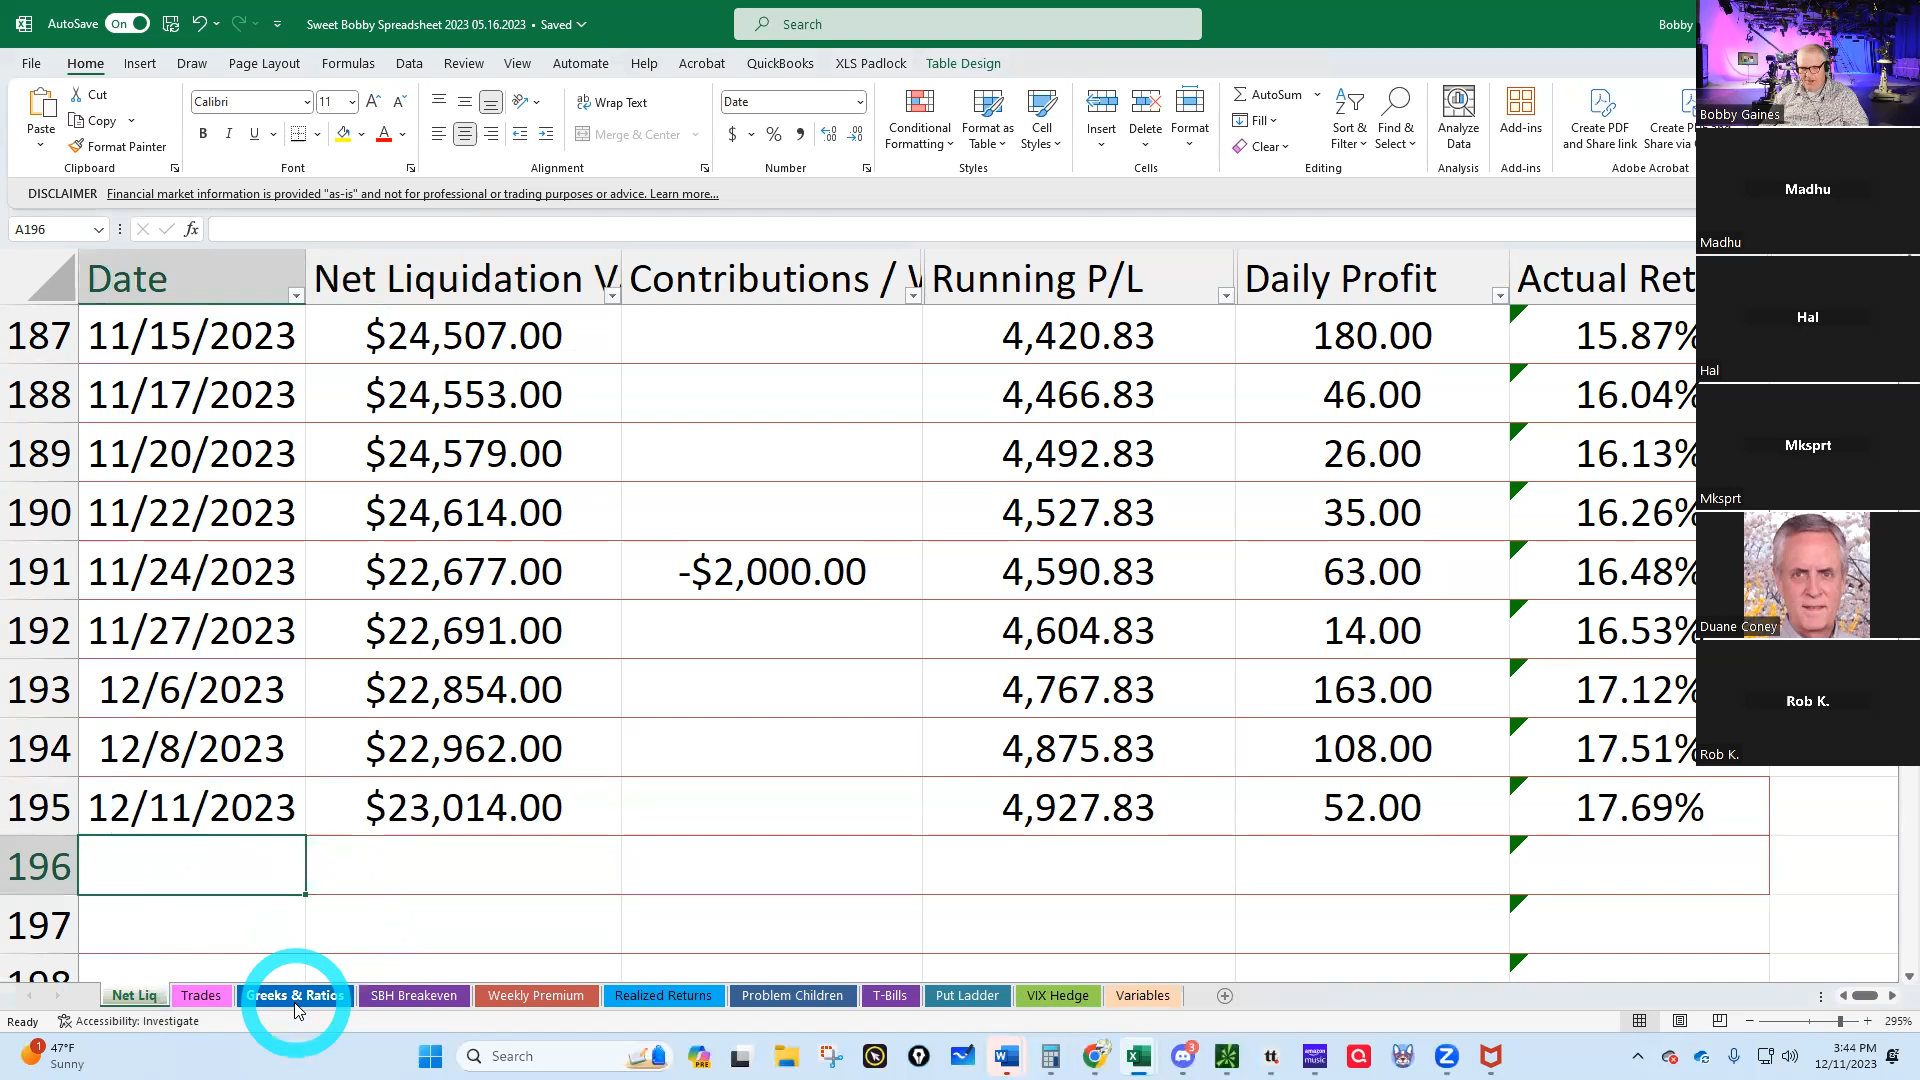 AutoSave On Sweet Bobby Spreadsheet 2023 05.16.2023 • Saved Search Bobby
File Home Insert Draw Page Layout Formulas Data Review View Automate Help Acrobat QuickBooks XLS Padlock Table Design
Paste Cut Copy Format Painter Clipboard
Calibri 11 B I U A Font
Wrap Text Merge & Center Alignment
Date $ % Number
Conditional Formatting Format as Table Cell Styles Styles
Insert Delete Format Cells
AutoSum Fill Clear Sort & Filter Find & Select Editing
Analyze Data Analysis
Add-ins Add-ins
Create PDF and Share link Create PDF Share via Adobe Acrobat
DISCLAIMER Financial market information is provided "as-is" and not for professional or trading purposes or advice. Learn more...
A196 fx
Date Net Liquidation V Contributions / Running P/L Daily Profit Actual Ret
187 11/15/2023 $24,507.00 4,420.83 180.00 15.87%
188 11/17/2023 $24,553.00 4,466.83 46.00 16.04%
189 11/20/2023 $24,579.00 4,492.83 26.00 16.13%
190 11/22/2023 $24,614.00 4,527.83 35.00 16.26%
191 11/24/2023 $22,677.00 -$2,000.00 4,590.83 63.00 16.48%
192 11/27/2023 $22,691.00 4,604.83 14.00 16.53%
193 12/6/2023 $22,854.00 4,767.83 163.00 17.12%
194 12/8/2023 $22,962.00 4,875.83 108.00 17.51%
195 12/11/2023 $23,014.00 4,927.83 52.00 17.69%
196
197
198
Bobby Gaines
Madhu
Madhu
Hal
Hal
Mksprt
Mksprt
Duane Coney
Rob K.
Rob K.
Net Liq Trades Greeks & Ratios SBH Breakeven Weekly Premium Realized Returns Problem Children T-Bills Put Ladder VIX Hedge Variables
Ready Accessibility: Investigate 295%
1 47°F
Sunny
Search
PRE
amazon music
tt
3
3:44 PM
12/11/2023